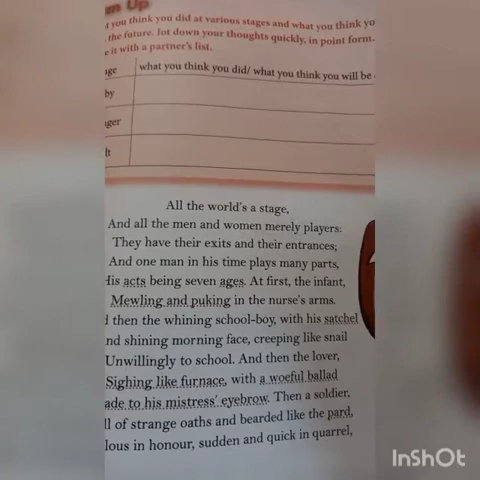 m Up
you think you did at various stages and what you think yo
the future. Jot down your thoughts quickly, in point form.
e it with a partner's list.
ge what you think you did/ what you think you will be
by
ager
lt
All the world's a stage,
And all the men and women merely players:
They have their exits and their entrances;
And one man in his time plays many parts,
His acts being seven ages. At first, the infant,
Mewling and puking in the nurse's arms.
then the whining school-boy, with his satchel
nd shining morning face, creeping like snail
Unwillingly to school. And then the lover,
Sighing like furnace, with a woeful ballad
ade to his mistress' eyebrow. Then a soldier,
ll of strange oaths and bearded like the pard,
lous in honour, sudden and quick in quarrel,
InShOt